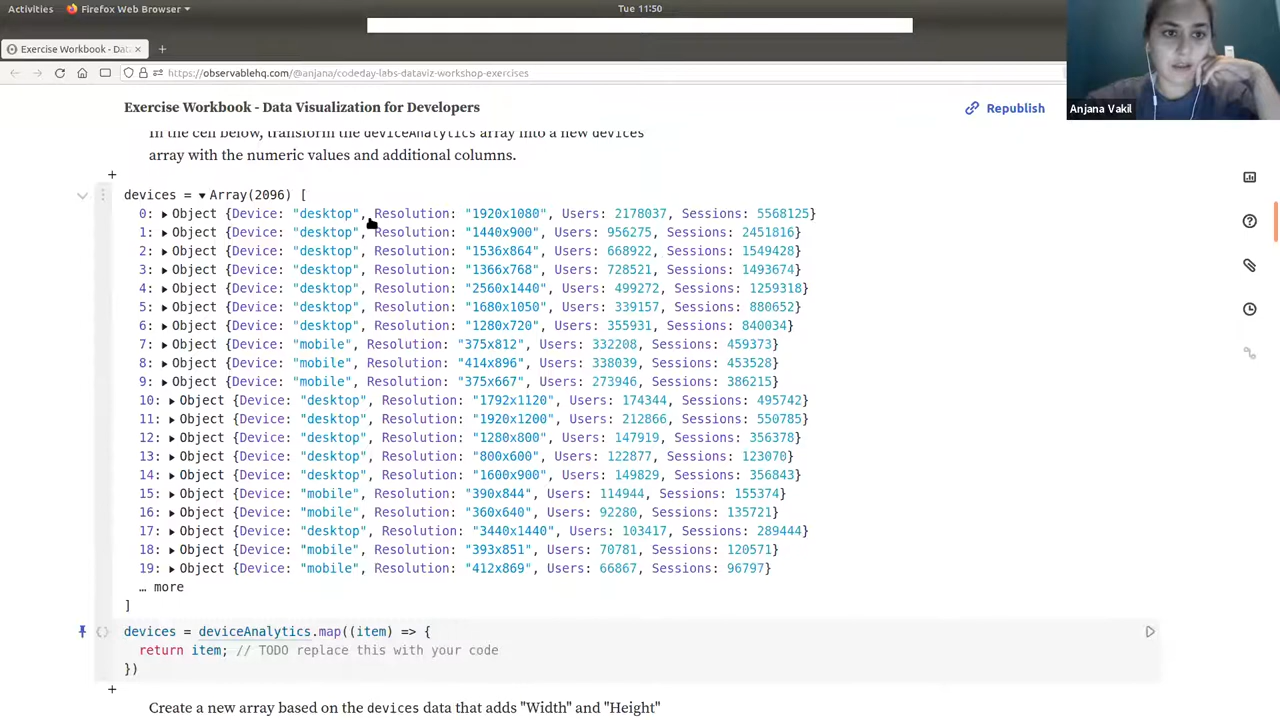 Activities Firefox Web Browser Tue 11:50
Exercise Workbook - Data
https://observablehq.com/@anjana/codeday-labs-dataviz-workshop-exercises
Anjana Vakil
Exercise Workbook - Data Visualization for Developers Republish
In the cell below, transform the deviceAnalytics array into a new devices
array with the numeric values and additional columns.
devices = ▼ Array(2096) [
0: ▶ Object {Device: "desktop", Resolution: "1920x1080", Users: 2178037, Sessions: 5568125}
1: ▶ Object {Device: "desktop", Resolution: "1440x900", Users: 956275, Sessions: 2451816}
2: ▶ Object {Device: "desktop", Resolution: "1536x864", Users: 668922, Sessions: 1549428}
3: ▶ Object {Device: "desktop", Resolution: "1366x768", Users: 728521, Sessions: 1493674}
4: ▶ Object {Device: "desktop", Resolution: "2560x1440", Users: 499272, Sessions: 1259318}
5: ▶ Object {Device: "desktop", Resolution: "1680x1050", Users: 339157, Sessions: 880652}
6: ▶ Object {Device: "desktop", Resolution: "1280x720", Users: 355931, Sessions: 840034}
7: ▶ Object {Device: "mobile", Resolution: "375x812", Users: 332208, Sessions: 459373}
8: ▶ Object {Device: "mobile", Resolution: "414x896", Users: 338039, Sessions: 453528}
9: ▶ Object {Device: "mobile", Resolution: "375x667", Users: 273946, Sessions: 386215}
10: ▶ Object {Device: "desktop", Resolution: "1792x1120", Users: 174344, Sessions: 495742}
11: ▶ Object {Device: "desktop", Resolution: "1920x1200", Users: 212866, Sessions: 550785}
12: ▶ Object {Device: "desktop", Resolution: "1280x800", Users: 147919, Sessions: 356378}
13: ▶ Object {Device: "desktop", Resolution: "800x600", Users: 122877, Sessions: 123070}
14: ▶ Object {Device: "desktop", Resolution: "1600x900", Users: 149829, Sessions: 356843}
15: ▶ Object {Device: "mobile", Resolution: "390x844", Users: 114944, Sessions: 155374}
16: ▶ Object {Device: "mobile", Resolution: "360x640", Users: 92280, Sessions: 135721}
17: ▶ Object {Device: "desktop", Resolution: "3440x1440", Users: 103417, Sessions: 289444}
18: ▶ Object {Device: "mobile", Resolution: "393x851", Users: 70781, Sessions: 120571}
19: ▶ Object {Device: "mobile", Resolution: "412x869", Users: 66867, Sessions: 96797}
… more
]
devices = deviceAnalytics.map((item) => {
return item; // TODO replace this with your code
})
Create a new array based on the devices data that adds "Width" and "Height"